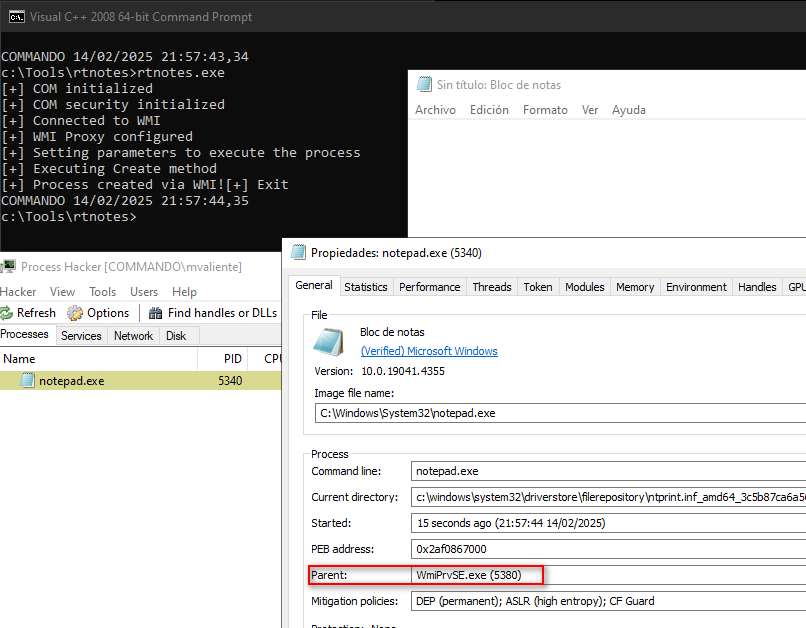 Visual C++ 2008 64-bit Command Prompt
COMMANDO 14/02/2025 21:57:43,34
c:\Tools\rtnotes>rtnotes.exe
[+] COM initialized
[+] COM security initialized
[+] Connected to WMI
[+] WMI Proxy configured
[+] Setting parameters to execute the process
[+] Executing Create method
[+] Process created via WMI![+] Exit
COMMANDO 14/02/2025 21:57:44,35
c:\Tools\rtnotes>
Sin título: Bloc de notas
Archivo Edición Formato Ver Ayuda
Process Hacker [COMMANDO\mvaliente]
Hacker View Tools Users Help
Refresh Options Find handles or DLLs
Processes Services Network Disk
Name PID CPU
notepad.exe 5340
Propiedades: notepad.exe (5340)
General Statistics Performance Threads Token Modules Memory Environment Handles GPU
File
Bloc de notas
(Verified) Microsoft Windows
Version: 10.0.19041.4355
Image file name:
C:\Windows\System32\notepad.exe
Process
Command line: notepad.exe
Current directory: c:\windows\system32\driverstore\filerepository\ntprint.inf_amd64_3c5b87ca6a5
Started: 15 seconds ago (21:57:44 14/02/2025)
PEB address: 0x2af0867000
Parent: WmiPrvSE.exe (5380)
Mitigation policies: DEP (permanent); ASLR (high entropy); CF Guard
Protection: None